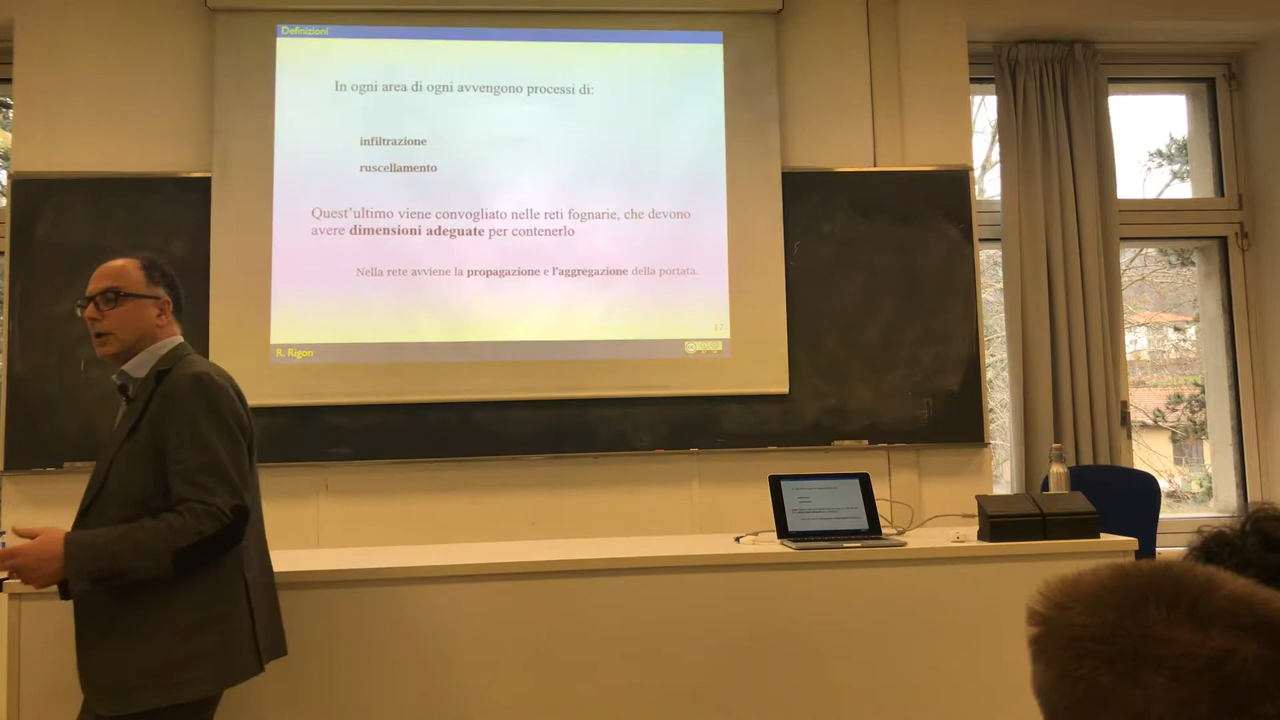 Definizioni
In ogni area di ogni avvengono processi di:
infiltrazione
ruscellamento
Quest'ultimo viene convogliato nelle reti fognarie, che devono
avere dimensioni adeguate per contenerlo
Nella rete avviene la propagazione e l'aggregazione della portata.
17
R. Rigon